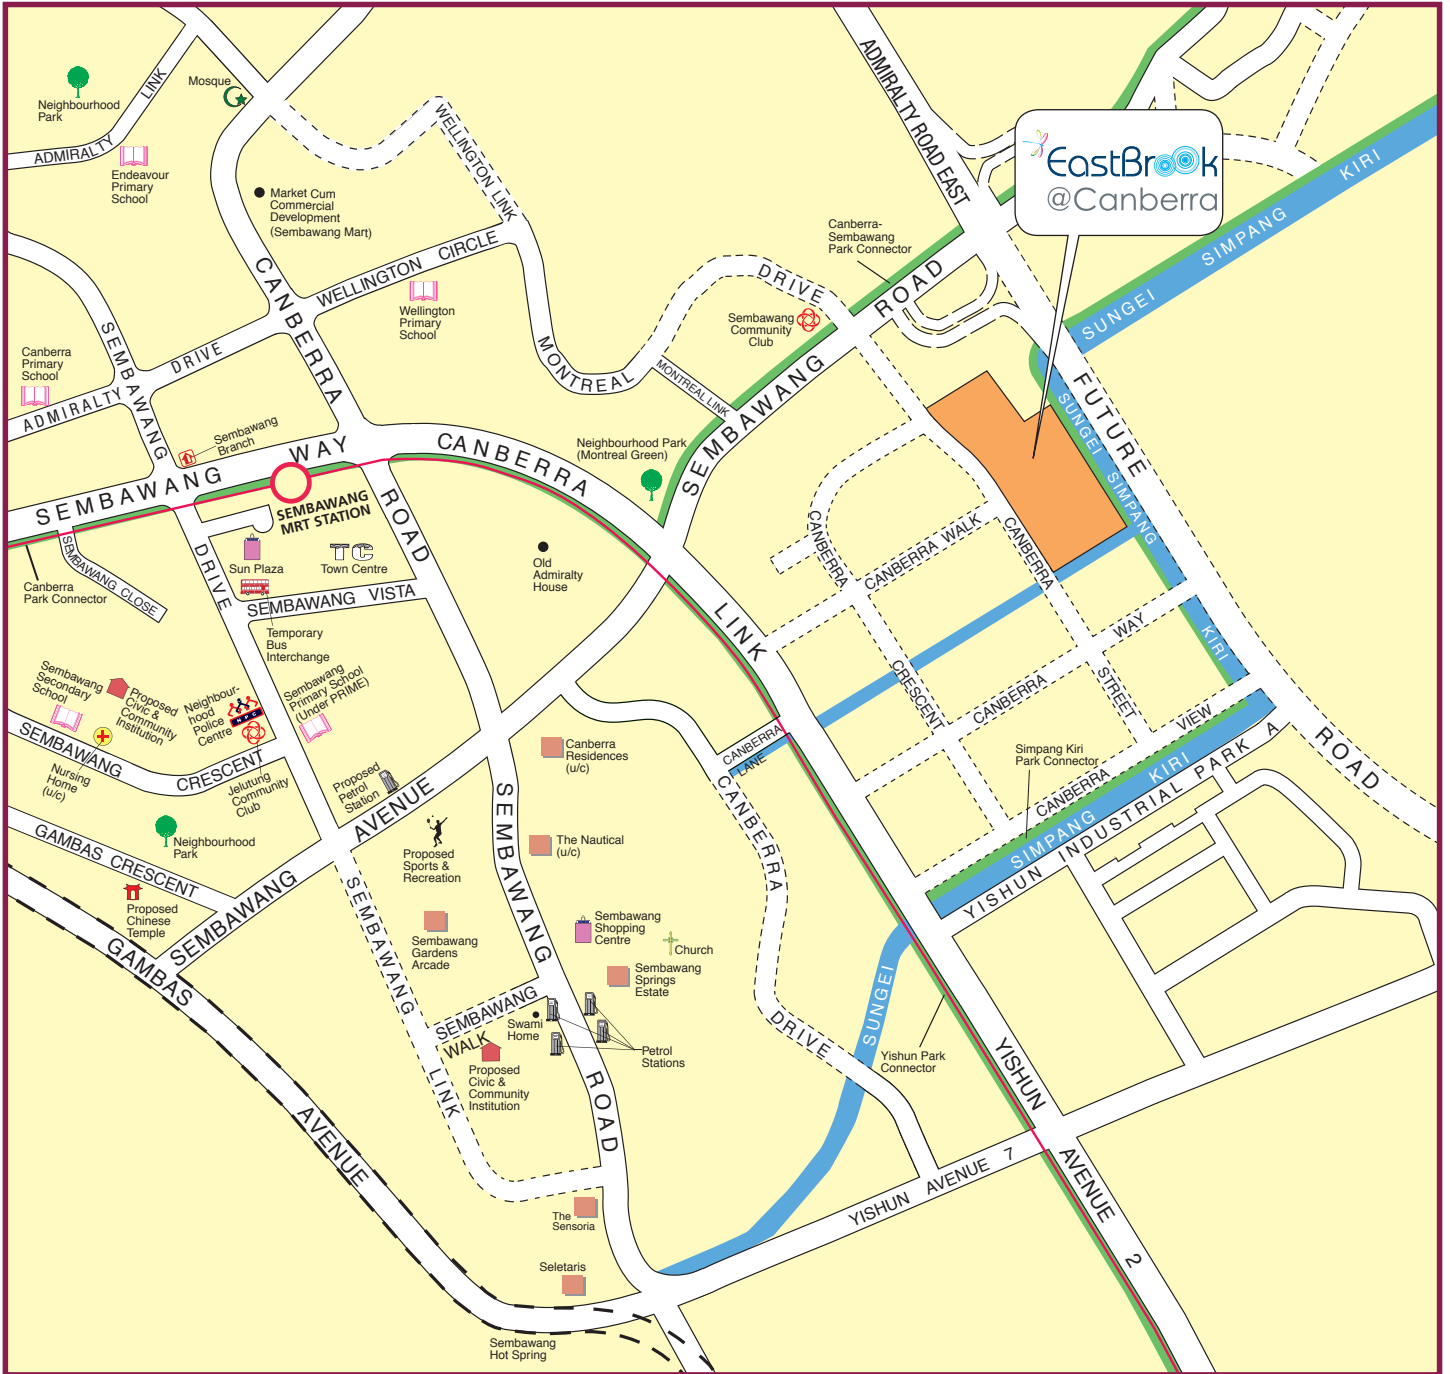 ADMIRALTY ROAD EAST
LINK
Mosque
Neighbourhood
Park
ADMIRALTY
Endeavour
Primary
School
WELLINGTON LINK
EastBrook
@Canberra
KIRI
SIMPANG
SUNGEI
Market Cum
Commercial
Development
(Sembawang Mart)
Canberra-
Sembawang
Park Connector
WELLINGTON CIRCLE
CANBERRA
DRIVE
ROAD
Wellington
Primary
School
Sembawang
Community
Club
SEMBAWANG
DRIVE
Canberra
Primary
School
MONTREAL
MONTREAL LINK
SEMBAWANG
FUTURE
ADMIRALTY
SUNGEI
SIMPANG
KIRI
Sembawang
Branch
WAY
CANBERRA
Neighbourhood Park
(Montreal Green)
SEMBAWANG
SEMBAWANG
MRT STATION
ROAD
CANBERRA
CANBERRA WALK
CANBERRA
SEMBAWANG CLOSE
DRIVE
Sun Plaza
TC
Town Centre
Old
Admiralty
House
Canberra
Park Connector
SEMBAWANG VISTA
LINK
WAY
Temporary
Bus
Interchange
Sembawang
Secondary
School
Proposed
Civic &
Community
Institution
Neighbour-
hood
Police
Centre
NPC
Sembawang
Primary School
(Under PRIME)
CRESCENT
CANBERRA
STREET
VIEW
SEMBAWANG
CRESCENT
Nursing
Home
(u/c)
Jelutung
Community
Club
Proposed
Petrol
Station
Canberra
Residences
(u/c)
CANBERRA
LANE
Simpang Kiri
Park Connector
CANBERRA
KIRI
SIMPANG
ROAD
YISHUN INDUSTRIAL PARK A
AVENUE
SEMBAWANG
CANBERRA
GAMBAS CRESCENT
Neighbourhood
Park
Proposed
Sports &
Recreation
The Nautical
(u/c)
Proposed
Chinese
Temple
SEMBAWANG
SEMBAWANG
Sembawang
Gardens
Arcade
Sembawang
Shopping
Centre
Church
Sembawang
Springs
Estate
GAMBAS
SEMBAWANG
WALK
Swami
Home
SUNGEI
DRIVE
Petrol
Stations
Yishun Park
Connector
Proposed
Civic &
Community
Institution
LINK
ROAD
YISHUN
AVENUE
YISHUN AVENUE 7
AVENUE
2
The
Sensoria
Seletaris
Sembawang
Hot Spring